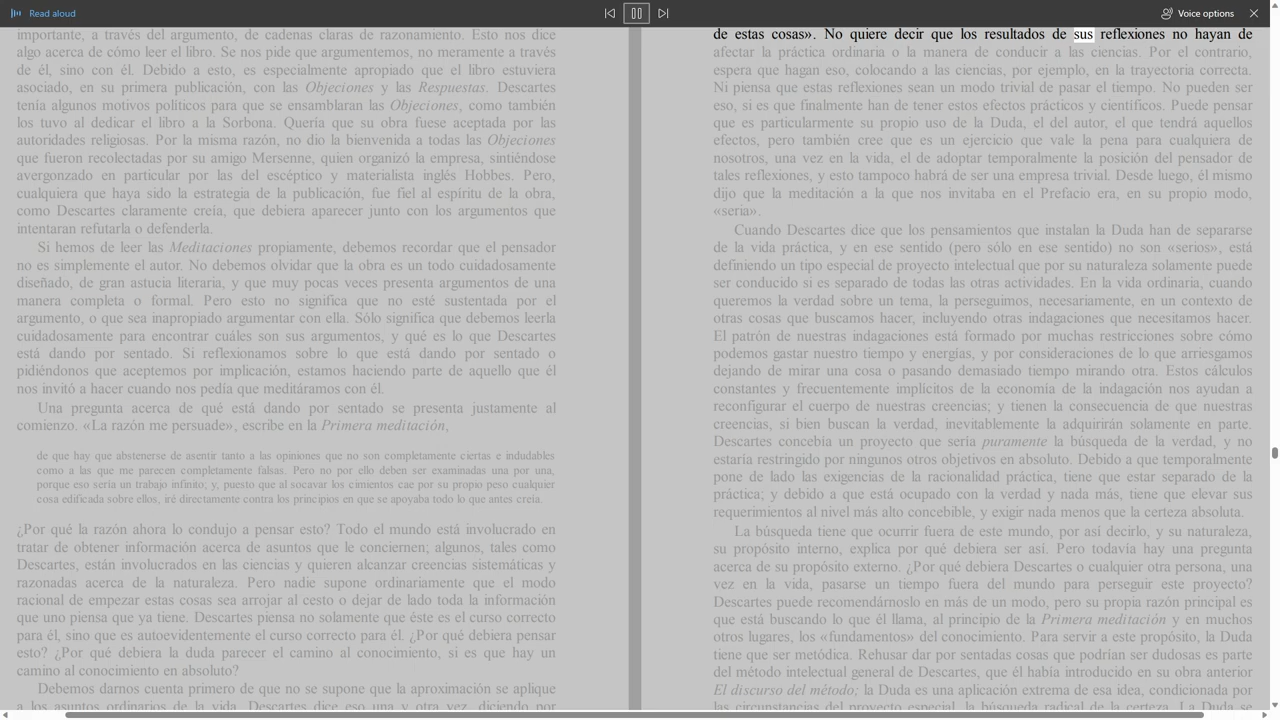 Read aloud
Voice options
importante, a través del argumento, de cadenas claras de razonamiento. Esto nos dice
algo acerca de cómo leer el libro. Se nos pide que argumentemos, no meramente a través
de él, sino con él. Debido a esto, es especialmente apropiado que el libro estuviera
asociado, en su primera publicación, con las Objeciones y las Respuestas. Descartes
tenía algunos motivos políticos para que se ensamblaran las Objeciones, como también
los tuvo al dedicar el libro a la Sorbona. Quería que su obra fuese aceptada por las
autoridades religiosas. Por la misma razón, no dio la bienvenida a todas las Objeciones
que fueron recolectadas por su amigo Mersenne, quien organizó la empresa, sintiéndose
avergonzado en particular por las del escéptico y materialista inglés Hobbes. Pero,
cualquiera que haya sido la estrategia de la publicación, fue fiel al espíritu de la obra,
como Descartes claramente creía, que debiera aparecer junto con los argumentos que
intentaran refutarla o defenderla.
Si hemos de leer las Meditaciones propiamente, debemos recordar que el pensador
no es simplemente el autor. No debemos olvidar que la obra es un todo cuidadosamente
diseñado, de gran astucia literaria, y que muy pocas veces presenta argumentos de una
manera completa o formal. Pero esto no significa que no esté sustentada por el
argumento, o que sea inapropiado argumentar con ella. Sólo significa que debemos leerla
cuidadosamente para encontrar cuáles son sus argumentos, y qué es lo que Descartes
está dando por sentado. Si reflexionamos sobre lo que está dando por sentado o
pidiéndonos que aceptemos por implicación, estamos haciendo parte de aquello que él
nos invitó a hacer cuando nos pedía que meditáramos con él.
Una pregunta acerca de qué está dando por sentado se presenta justamente al
comienzo. «La razón me persuade», escribe en la Primera meditación,
de que hay que abstenerse de asentir tanto a las opiniones que no son completamente ciertas e indudables
como a las que me parecen completamente falsas. Pero no por ello deben ser examinadas una por una,
porque eso sería un trabajo infinito; y, puesto que al socavar los cimientos cae por su propio peso cualquier
cosa edificada sobre ellos, iré directamente contra los principios en que se apoyaba todo lo que antes creía.
¿Por qué la razón ahora lo condujo a pensar esto? Todo el mundo está involucrado en
tratar de obtener información acerca de asuntos que le conciernen; algunos, tales como
Descartes, están involucrados en las ciencias y quieren alcanzar creencias sistemáticas y
razonadas acerca de la naturaleza. Pero nadie supone ordinariamente que el modo
racional de empezar estas cosas sea arrojar al cesto o dejar de lado toda la información
que uno piensa que ya tiene. Descartes piensa no solamente que éste es el curso correcto
para él, sino que es autoevidentemente el curso correcto para él. ¿Por qué debiera pensar
esto? ¿Por qué debiera la duda parecer el camino al conocimiento, si es que hay un
camino al conocimiento en absoluto?
Debemos darnos cuenta primero de que no se supone que la aproximación se aplique
a los asuntos ordinarios de la vida. Descartes dice eso una y otra vez, diciendo por
de estas cosas». No quiere decir que los resultados de sus reflexiones no hayan de
afectar la práctica ordinaria o la manera de conducir a las ciencias. Por el contrario,
espera que hagan eso, colocando a las ciencias, por ejemplo, en la trayectoria correcta.
Ni piensa que estas reflexiones sean un modo trivial de pasar el tiempo. No pueden ser
eso, si es que finalmente han de tener estos efectos prácticos y científicos. Puede pensar
que es particularmente su propio uso de la Duda, el del autor, el que tendrá aquellos
efectos, pero también cree que es un ejercicio que vale la pena para cualquiera de
nosotros, una vez en la vida, el de adoptar temporalmente la posición del pensador de
tales reflexiones, y esto tampoco habrá de ser una empresa trivial. Desde luego, él mismo
dijo que la meditación a la que nos invitaba en el Prefacio era, en su propio modo,
«seria».
Cuando Descartes dice que los pensamientos que instalan la Duda han de separarse
de la vida práctica, y en ese sentido (pero sólo en ese sentido) no son «serios», está
definiendo un tipo especial de proyecto intelectual que por su naturaleza solamente puede
ser conducido si es separado de todas las otras actividades. En la vida ordinaria, cuando
queremos la verdad sobre un tema, la perseguimos, necesariamente, en un contexto de
otras cosas que buscamos hacer, incluyendo otras indagaciones que necesitamos hacer.
El patrón de nuestras indagaciones está formado por muchas restricciones sobre cómo
podemos gastar nuestro tiempo y energías, y por consideraciones de lo que arriesgamos
dejando de mirar una cosa o pasando demasiado tiempo mirando otra. Estos cálculos
constantes y frecuentemente implícitos de la economía de la indagación nos ayudan a
reconfigurar el cuerpo de nuestras creencias; y tienen la consecuencia de que nuestras
creencias, si bien buscan la verdad, inevitablemente la adquirirán solamente en parte.
Descartes concebía un proyecto que sería puramente la búsqueda de la verdad, y no
estaría restringido por ningunos otros objetivos en absoluto. Debido a que temporalmente
pone de lado las exigencias de la racionalidad práctica, tiene que estar separado de la
práctica; y debido a que está ocupado con la verdad y nada más, tiene que elevar sus
requerimientos al nivel más alto concebible, y exigir nada menos que la certeza absoluta.
La búsqueda tiene que ocurrir fuera de este mundo, por así decirlo, y su naturaleza,
su propósito interno, explica por qué debiera ser así. Pero todavía hay una pregunta
acerca de su propósito externo. ¿Por qué debiera Descartes o cualquier otra persona, una
vez en la vida, pasarse un tiempo fuera del mundo para perseguir este proyecto?
Descartes puede recomendárnoslo en más de un modo, pero su propia razón principal es
que está buscando lo que él llama, al principio de la Primera meditación y en muchos
otros lugares, los «fundamentos» del conocimiento. Para servir a este propósito, la Duda
tiene que ser metódica. Rehusar dar por sentadas cosas que podrían ser dudosas es parte
del método intelectual general de Descartes, que él había introducido en su obra anterior
El discurso del método; la Duda es una aplicación extrema de esa idea, condicionada por
las circunstancias del proyecto especial, la búsqueda radical de la certeza. La Duda se